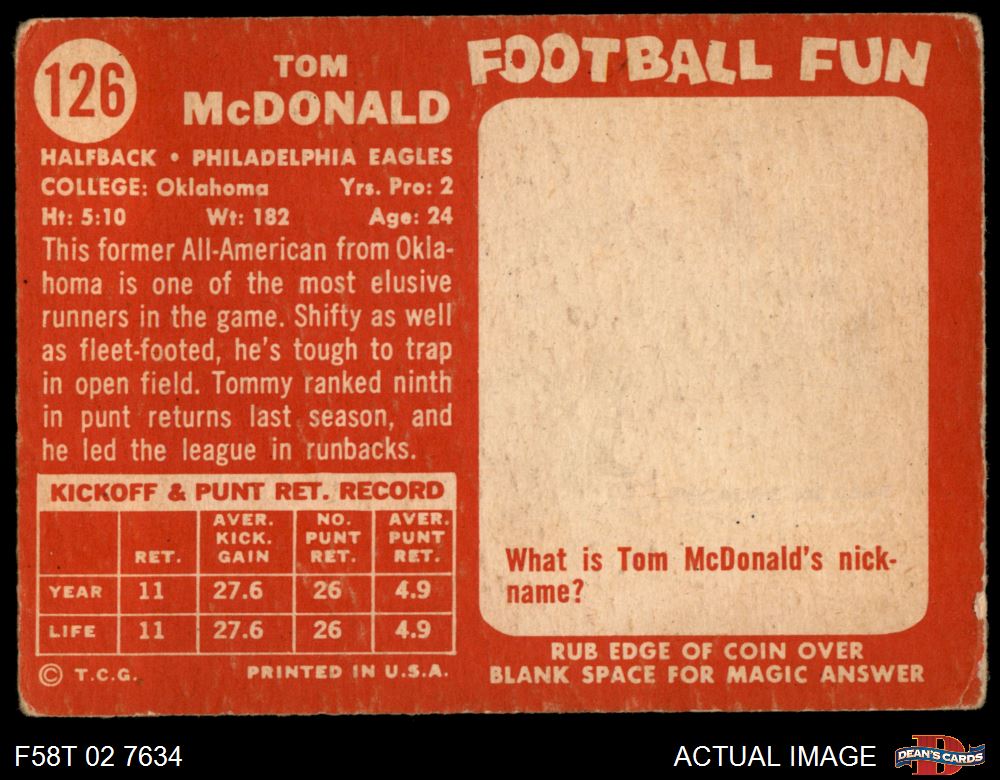 126
TOM
McDONALD
HALFBACK • PHILADELPHIA EAGLES
COLLEGE: Oklahoma Yrs. Pro: 2
Ht: 5:10 Wt: 182 Age: 24
This former All-American from Okla-
homa is one of the most elusive
runners in the game. Shifty as well
as fleet-footed, he's tough to trap
in open field. Tommy ranked ninth
in punt returns last season, and
he led the league in runbacks.
KICKOFF & PUNT RET. RECORD
RET. AVER. KICK. GAIN NO. PUNT RET. AVER. PUNT RET.
YEAR 11 27.6 26 4.9
LIFE 11 27.6 26 4.9
© T.C.G. PRINTED IN U.S.A.
FOOTBALL FUN
What is Tom McDonald's nick-
name?
RUB EDGE OF COIN OVER
BLANK SPACE FOR MAGIC ANSWER
F58T 02 7634
ACTUAL IMAGE
DEAN'S CARDS